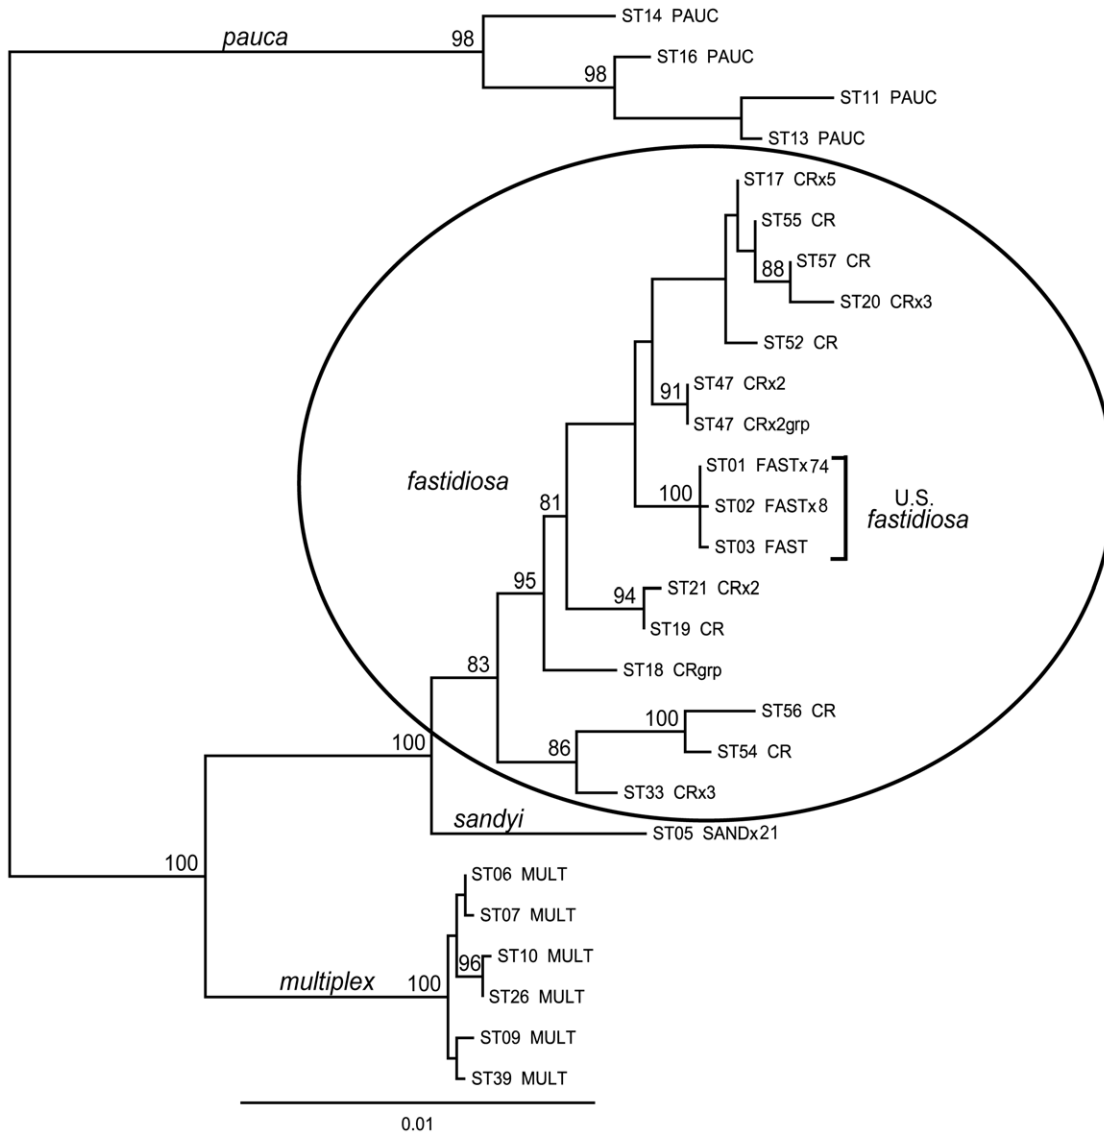 ST14 PAUC
pauca
98
ST16 PAUC
98
ST11 PAUC
ST13 PAUC
ST17 CRx5
ST55 CR
ST57 CR
88
ST20 CRx3
ST52 CR
ST47 CRx2
91
ST47 CRx2grp
ST01 FASTx74
fastidiosa
100
U.S.
fastidiosa
ST02 FASTx8
81
ST03 FAST
95
ST21 CRx2
94
ST19 CR
83
ST18 CRgrp
ST56 CR
100
100
86
ST54 CR
ST33 CRx3
sandyi
ST05 SANDx21
100
ST06 MULT
ST07 MULT
ST10 MULT
96
multiplex
100
ST26 MULT
ST09 MULT
ST39 MULT
0.01